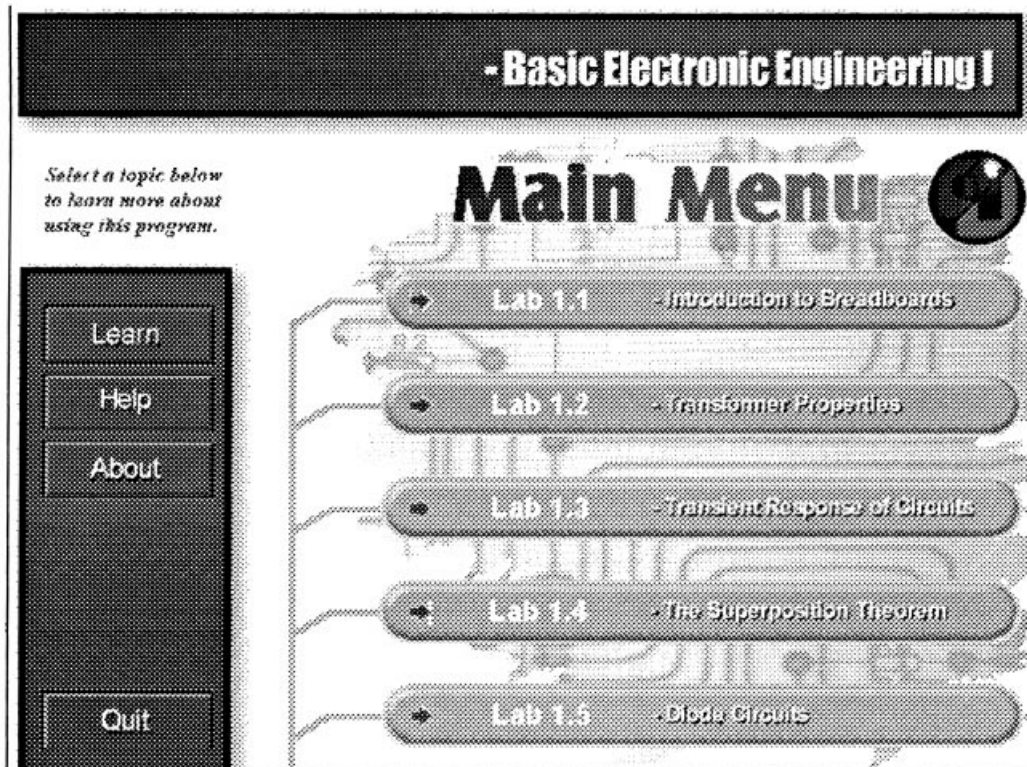 - Basic Electronic Engineering I
Select a topic below
to learn more about
using this program.
Main Menu
Learn
Help
About
Quit
Lab 1.1 - Introduction to Breadboards
Lab 1.2 - Transformer Properties
Lab 1.3 - Transient Response of Circuits
Lab 1.4 - The Superposition Theorem
Lab 1.5 - Diode Circuits